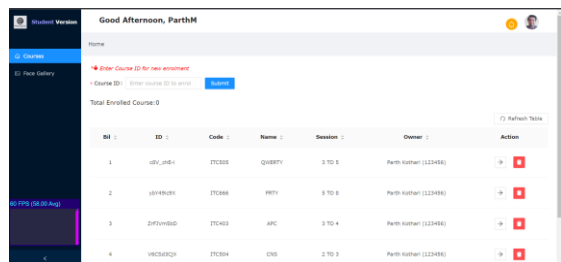 Student Version
Good Afternoon, ParthM
Home
Courses
Face Gallery
Enter Course ID for new enrolment
* Course ID: Enter course ID to enrol Submit
Total Enrolled Course: 0
Refresh Table
Bil ID Code Name Session Owner Action
1 ITC505 QWERTY 3 TO 5 Parth Kothari (123456)
2 ITC666 PRTY 5 TO 8 Parth Kothari (123456)
3 ITC403 APC 3 TO 4 Parth Kothari (123456)
4 ITC504 CNS 2 TO 3 Parth Kothari (123456)
60 FPS (58.00 Avg)